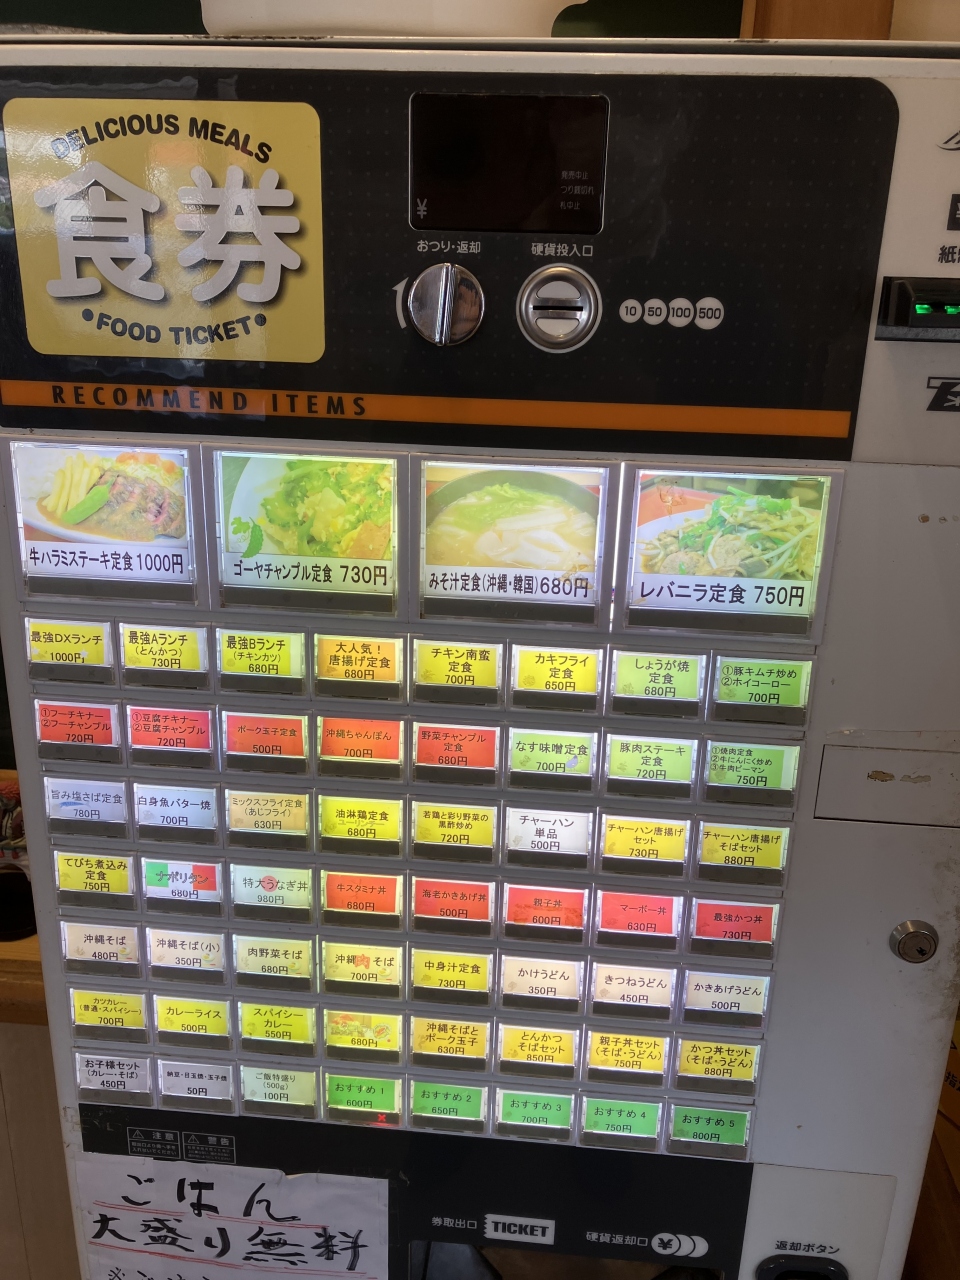 DELICIOUS MEALS
食券
•FOOD TICKET•
発売中止
つり銭切れ
札中止
¥
おつり・返却
硬貨投入口
10 50 100 500
RECOMMEND ITEMS
牛ハラミステーキ定食 1000円
ゴーヤチャンプル定食 730円
みそ汁定食(沖縄・韓国) 680円
レバニラ定食 750円
最強DXランチ
1000円
最強Aランチ
(とんかつ)
730円
最強Bランチ
(チキンカツ)
680円
大人気!
唐揚げ定食
680円
チキン南蛮
定食
700円
カキフライ
定食
650円
しょうが焼
定食
680円
①豚キムチ炒め
②ホイコーロー
700円
①フーチキナー
②フーチャンプル
720円
①豆腐チキナー
②豆腐チャンプル
720円
ポーク玉子定食
500円
沖縄ちゃんぽん
700円
野菜チャンプル
定食
680円
なす味噌定食
700円
豚肉ステーキ
定食
720円
①焼肉定食
②牛にんにく炒め
③牛肉ピーマン
750円
旨み塩さば定食
780円
白身魚バター焼
700円
ミックスフライ定食
(あじフライ)
630円
油淋鶏定食
ユーリンチー
680円
若鶏と彩り野菜の
黒酢炒め
720円
チャーハン
単品
500円
チャーハン唐揚げ
セット
730円
チャーハン唐揚げ
そばセット
880円
てびち煮込み
定食
750円
ナポリタン
680円
特大うなぎ丼
980円
牛スタミナ丼
680円
海老かきあげ丼
500円
親子丼
600円
マーボー丼
630円
最強かつ丼
730円
沖縄そば
480円
沖縄そば(小)
350円
肉野菜そば
680円
沖縄肉そば
700円
中身汁定食
730円
かけうどん
350円
きつねうどん
450円
かきあげうどん
500円
カツカレー
(普通・スパイシー)
700円
カレーライス
500円
スパイシー
カレー
550円
680円
沖縄そばと
ポーク玉子
630円
とんかつ
そばセット
850円
親子丼セット
(そば・うどん)
750円
かつ丼セット
(そば・うどん)
880円
お子様セット
(カレー・そば)
450円
納豆・目玉焼・玉子焼
50円
ご飯特盛り
(500g)
100円
おすすめ 1
600円
おすすめ 2
650円
おすすめ 3
700円
おすすめ 4
750円
おすすめ 5
800円
注意
警告
ごはん
大盛り無料
券取出口
TICKET
硬貨返却口
¥
返却ボタン